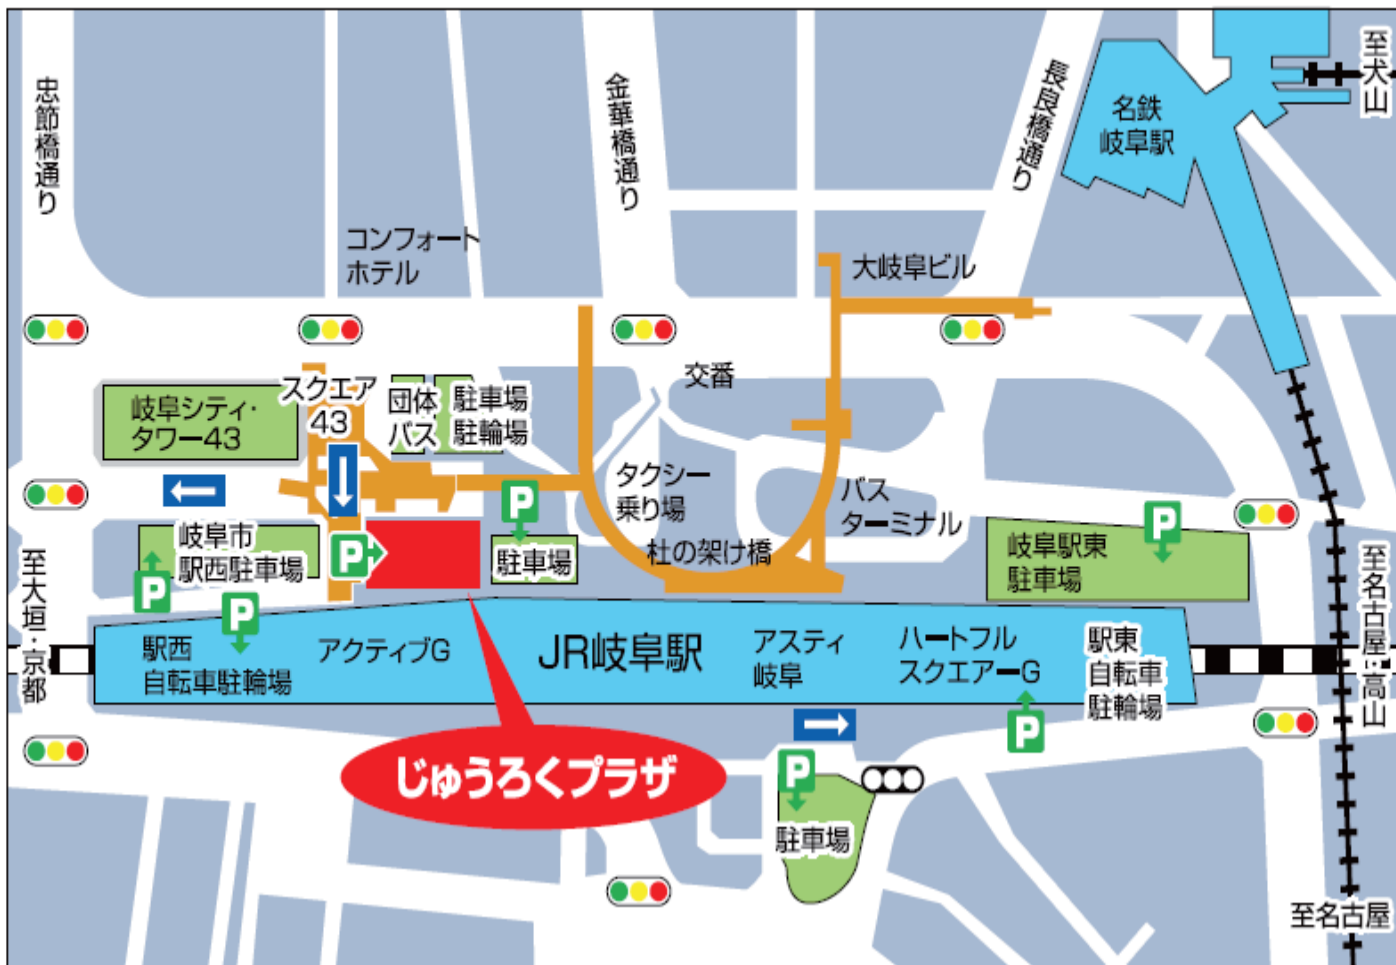 忠節橋通り
金華橋通り
長良橋通り
至犬山
名鉄
岐阜駅
コンフォート
ホテル
大岐阜ビル
交番
岐阜シティ・
タワー43
スクエア
43
団体
バス
駐車場
駐輪場
タクシー
乗り場
バス
ターミナル
杜の架け橋
P
駐車場
岐阜市
駅西駐車場
P
P
P
P
岐阜駅東
駐車場
至大垣・京都
至名古屋・高山
駅西
自転車駐輪場
アクティブG
JR岐阜駅
アスティ
岐阜
ハートフル
スクエアーG
駅東
自転車
駐輪場
P
じゅうろくプラザ
P
駐車場
至名古屋